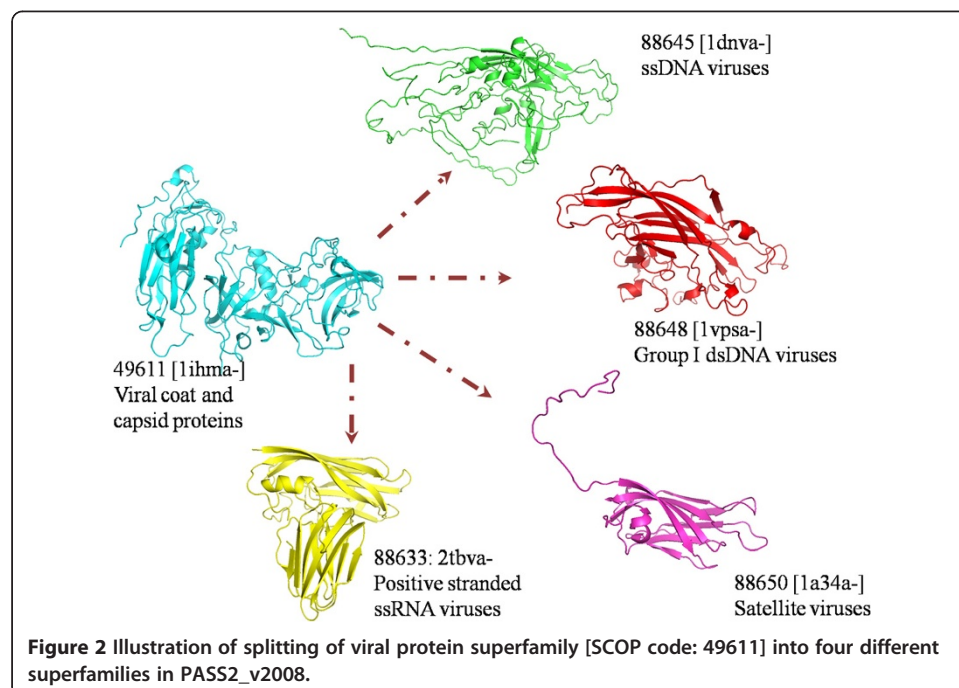 88645 [1dnva-]
ssDNA viruses
49611 [1ihma-]
Viral coat and
capsid proteins
88648 [1vpsa-]
Group I dsDNA viruses
88633: 2tbva-
Positive stranded
ssRNA viruses
88650 [1a34a-]
Satellite viruses
Figure 2 Illustration of splitting of viral protein superfamily [SCOP code: 49611] into four different
superfamilies in PASS2_v2008.